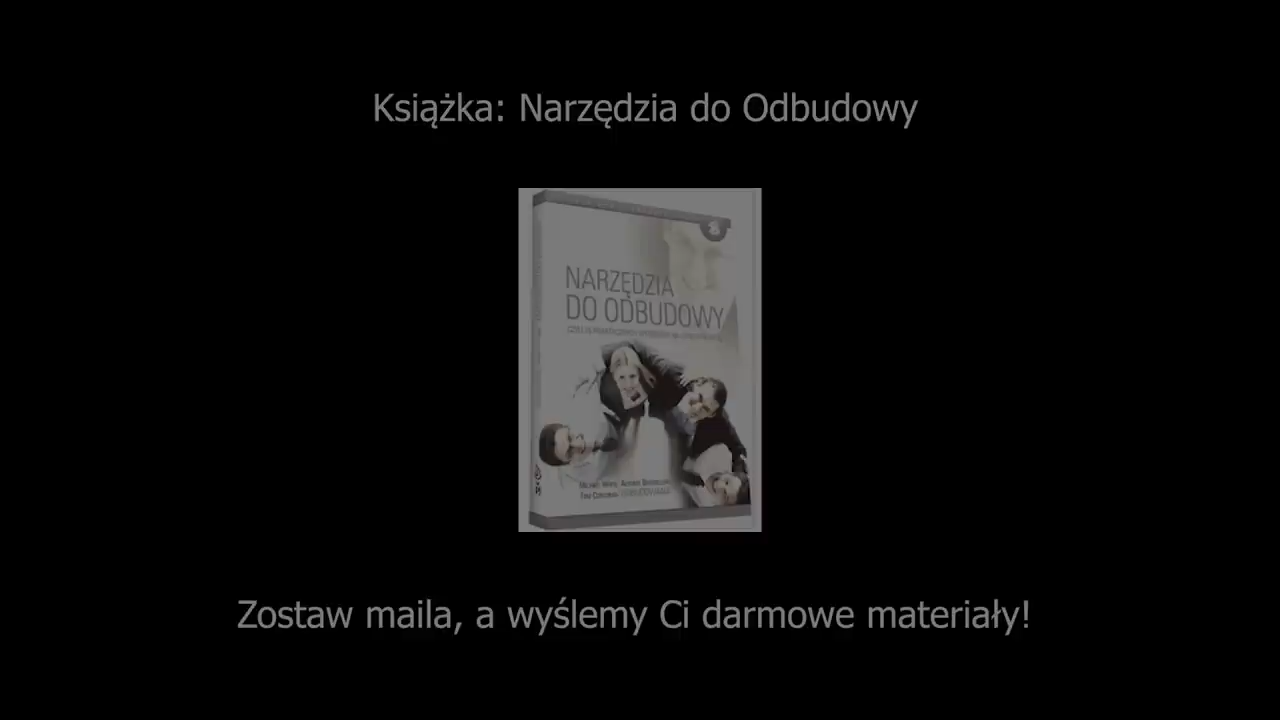 Książka: Narzędzia do Odbudowy
NARZĘDZIA
DO ODBUDOWY
Zostaw maila, a wyślemy Ci darmowe materiały!